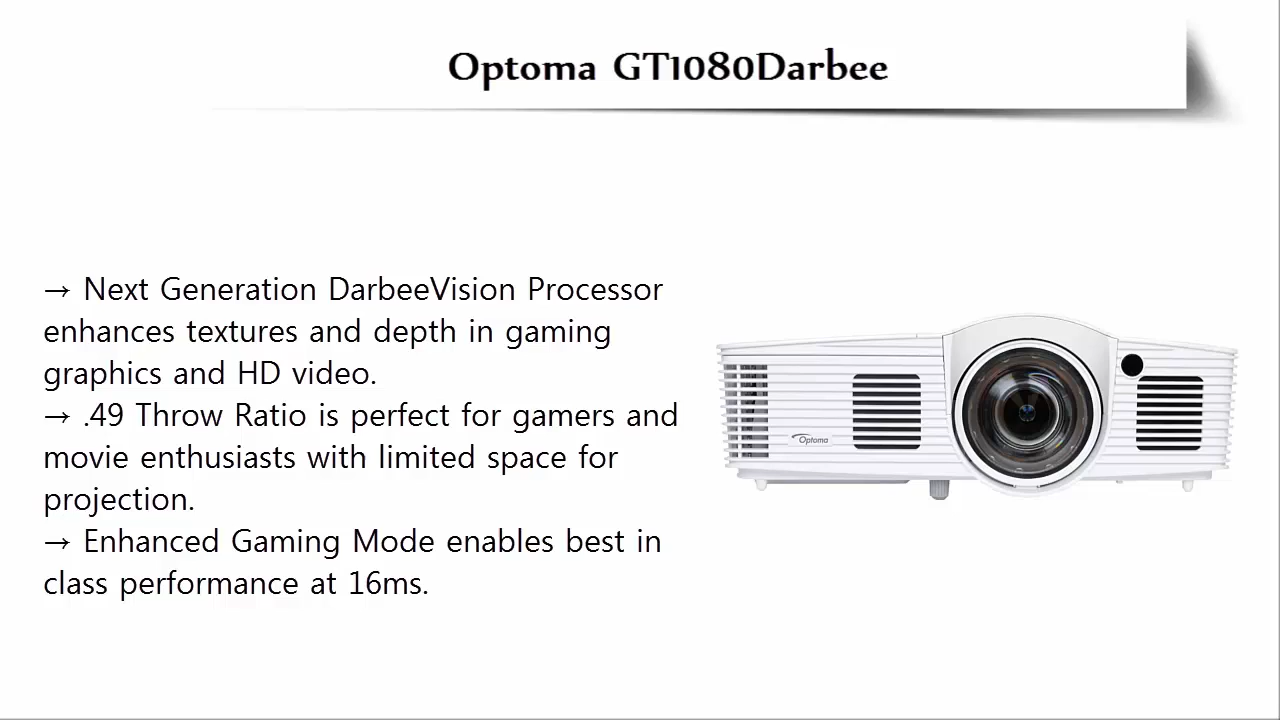 Optoma GT1080Darbee
→ Next Generation DarbeeVision Processor
enhances textures and depth in gaming
graphics and HD video.
→ .49 Throw Ratio is perfect for gamers and
movie enthusiasts with limited space for
projection.
→ Enhanced Gaming Mode enables best in
class performance at 16ms.
Optoma